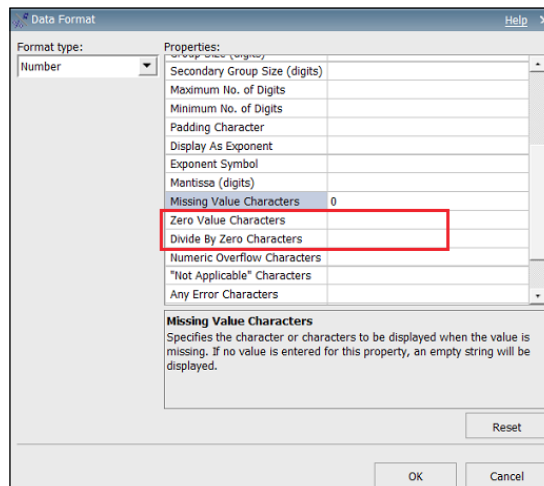 Data Format
Help
Format type:
Number
Properties:
Group Size (digits)
Secondary Group Size (digits)
Maximum No. of Digits
Minimum No. of Digits
Padding Character
Display As Exponent
Exponent Symbol
Mantissa (digits)
Missing Value Characters 0
Zero Value Characters
Divide By Zero Characters
Numeric Overflow Characters
"Not Applicable" Characters
Any Error Characters
Missing Value Characters
Specifies the character or characters to be displayed when the value is
missing. If no value is entered for this property, an empty string will be
displayed.
Reset
OK
Cancel